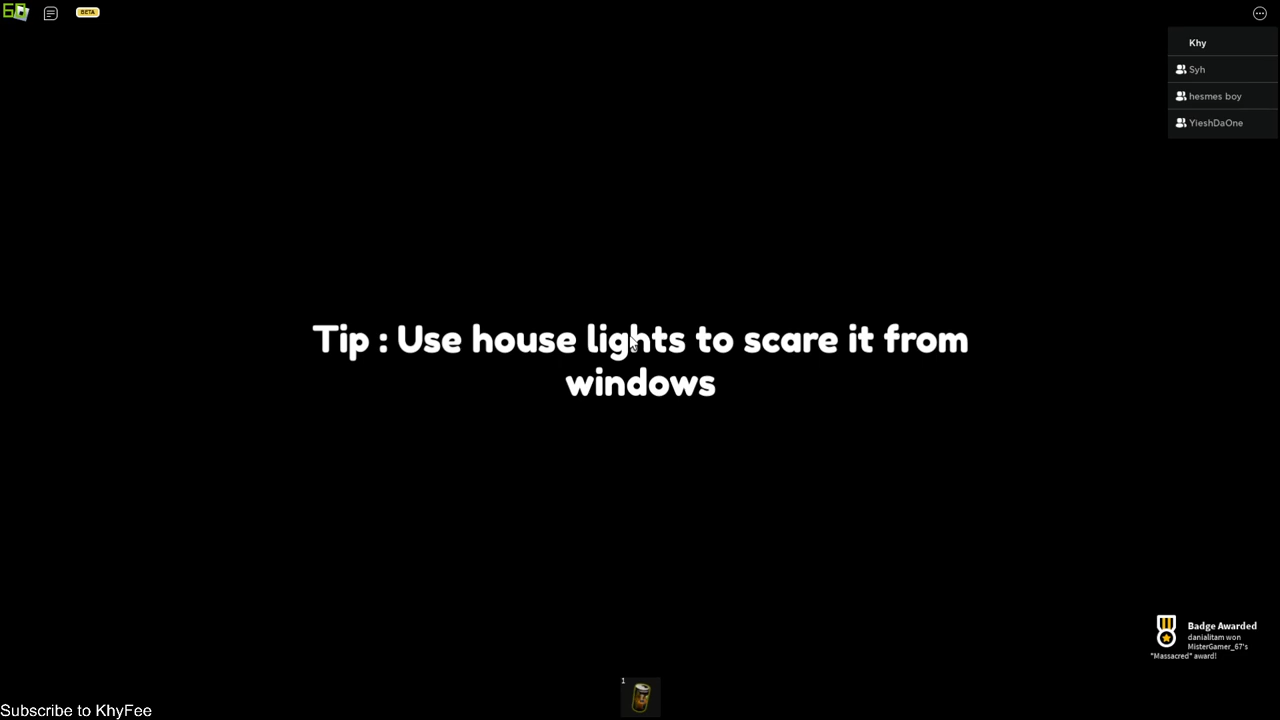 60
BETA
Khy
Syh
hesmes boy
YieshDaOne
Tip : Use house lights to scare it from
windows
Badge Awarded
danialitam won
MisterGamer_67's
"Massacred" award!
1
Subscribe to KhyFee